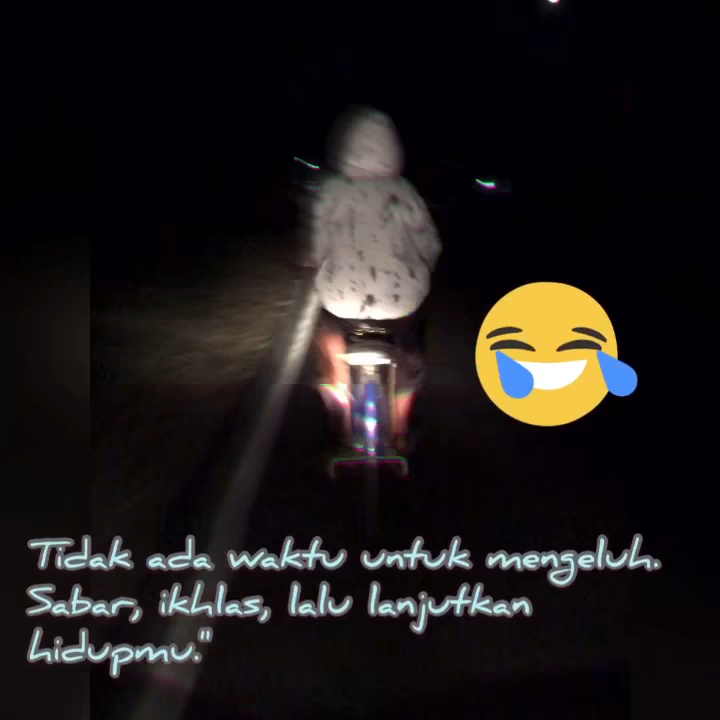 Tidak ada waktu untuk mengeluh.
Sabar, ikhlas, lalu lanjutkan
hidupmu."